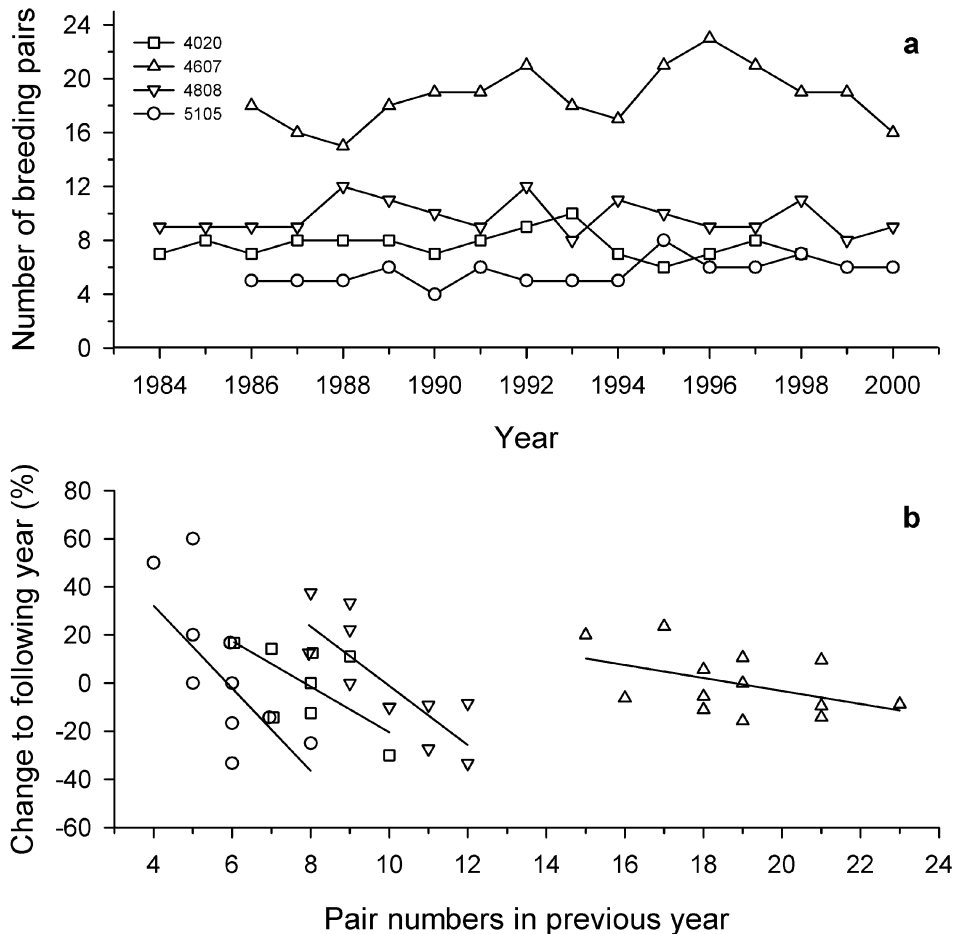 a
4020
4607
4808
5105
Number of breeding pairs
24
20
16
12
8
4
0
1984 1986 1988 1990 1992 1994 1996 1998 2000
Year
b
Change to following year (%)
80
60
40
20
0
-20
-40
-60
4 6 8 10 12 14 16 18 20 22 24
Pair numbers in previous year